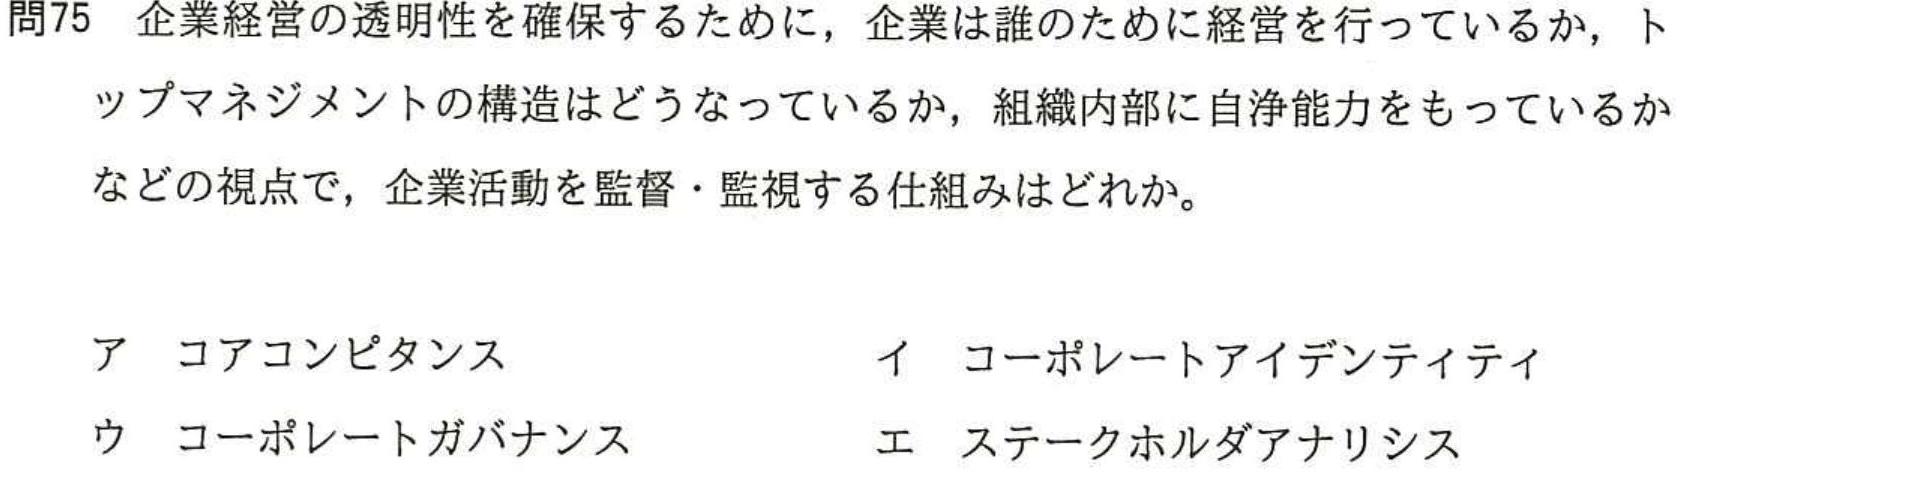 問75 企業経営の透明性を確保するために，企業は誰のために経営を行っているか，ト
ップマネジメントの構造はどうなっているか，組織内部に自浄能力をもっているか
などの視点で，企業活動を監督・監視する仕組みはどれか。
ア コアコンピタンス イ コーポレートアイデンティティ
ウ コーポレートガバナンス エ ステークホルダアナリシス